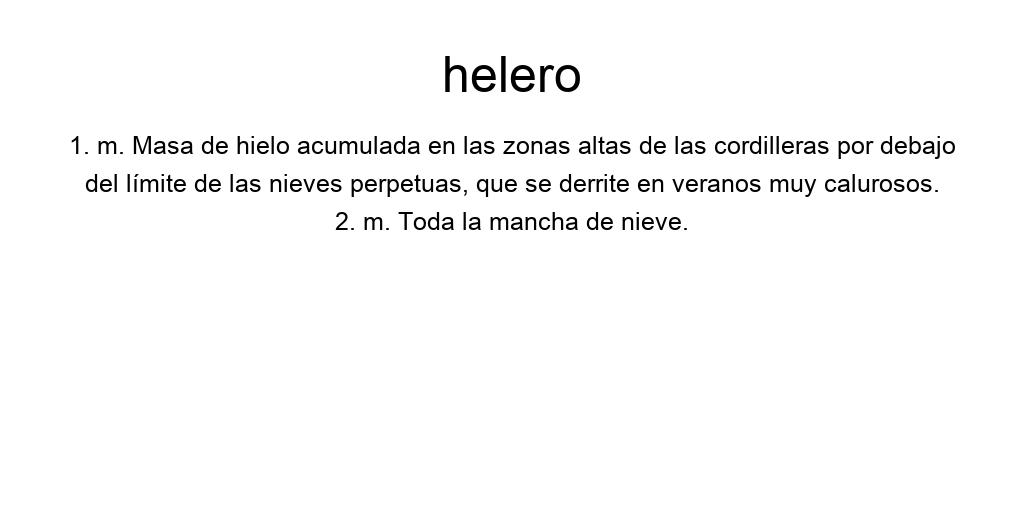 helero
1. m. Masa de hielo acumulada en las zonas altas de las cordilleras por debajo
del límite de las nieves perpetuas, que se derrite en veranos muy calurosos.
2. m. Toda la mancha de nieve.